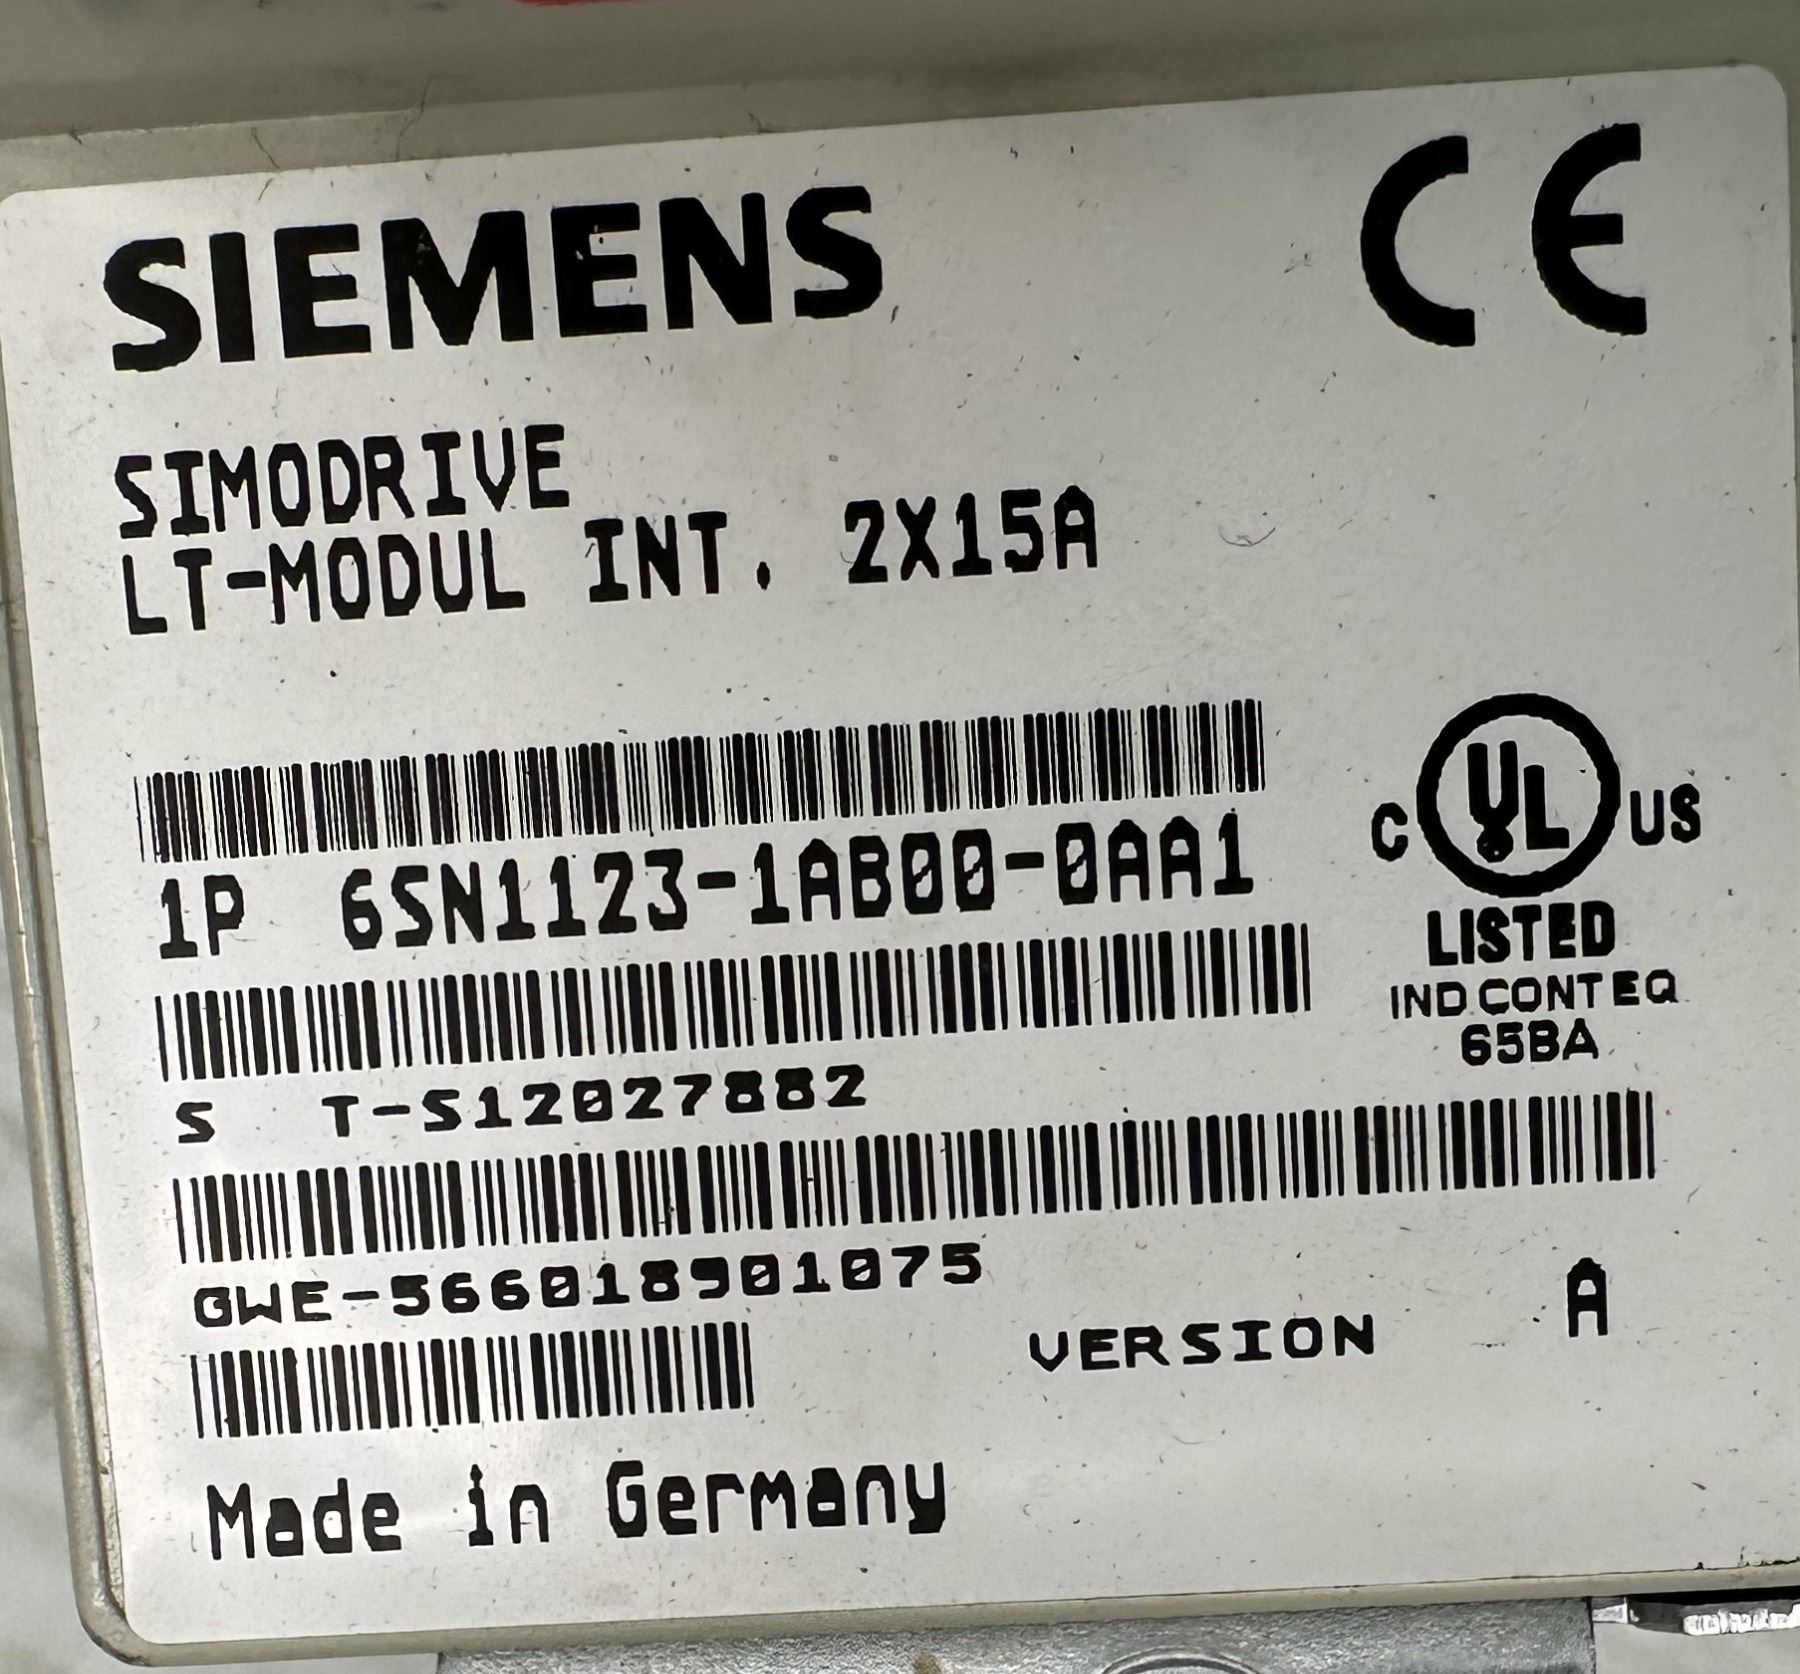 SIEMENS
CE
SIMODRIVE
LT-MODUL INT. 2X15A
1P 6SN1123-1AB00-0AA1
C UL US
LISTED
IND.CONT EQ
65BA
S T-S12027882
GWE-566018901075
VERSION A
Made in Germany